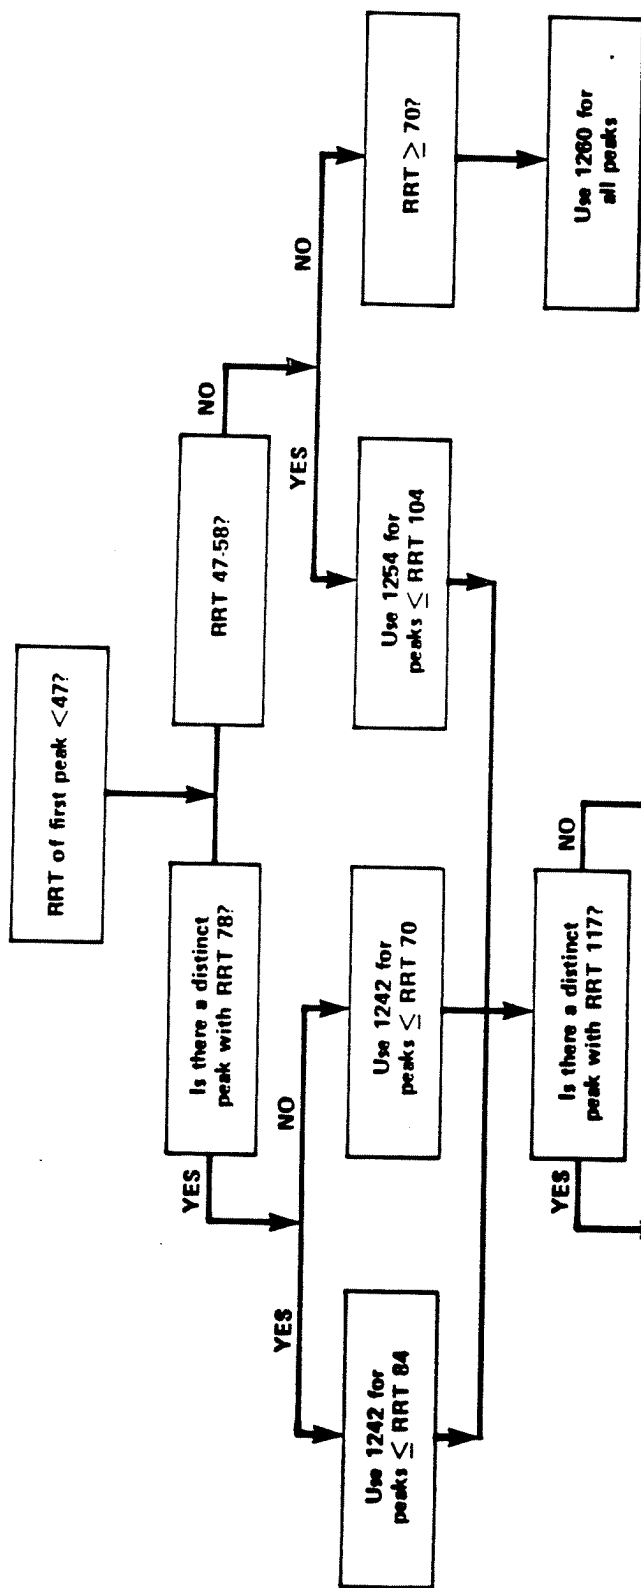 RRT of first peak <47?
Is there a distinct
peak with RRT 78?
RRT 47-58?
YES
NO
YES
NO
YES
NO
Use 1242 for
peaks ≤ RRT 84
Use 1242 for
peaks ≤ RRT 70
Use 1254 for
peaks ≤ RRT 104
RRT ≥ 70?
Is there a distinct
peak with RRT 117?
Use 1260 for
all peaks
YES
NO